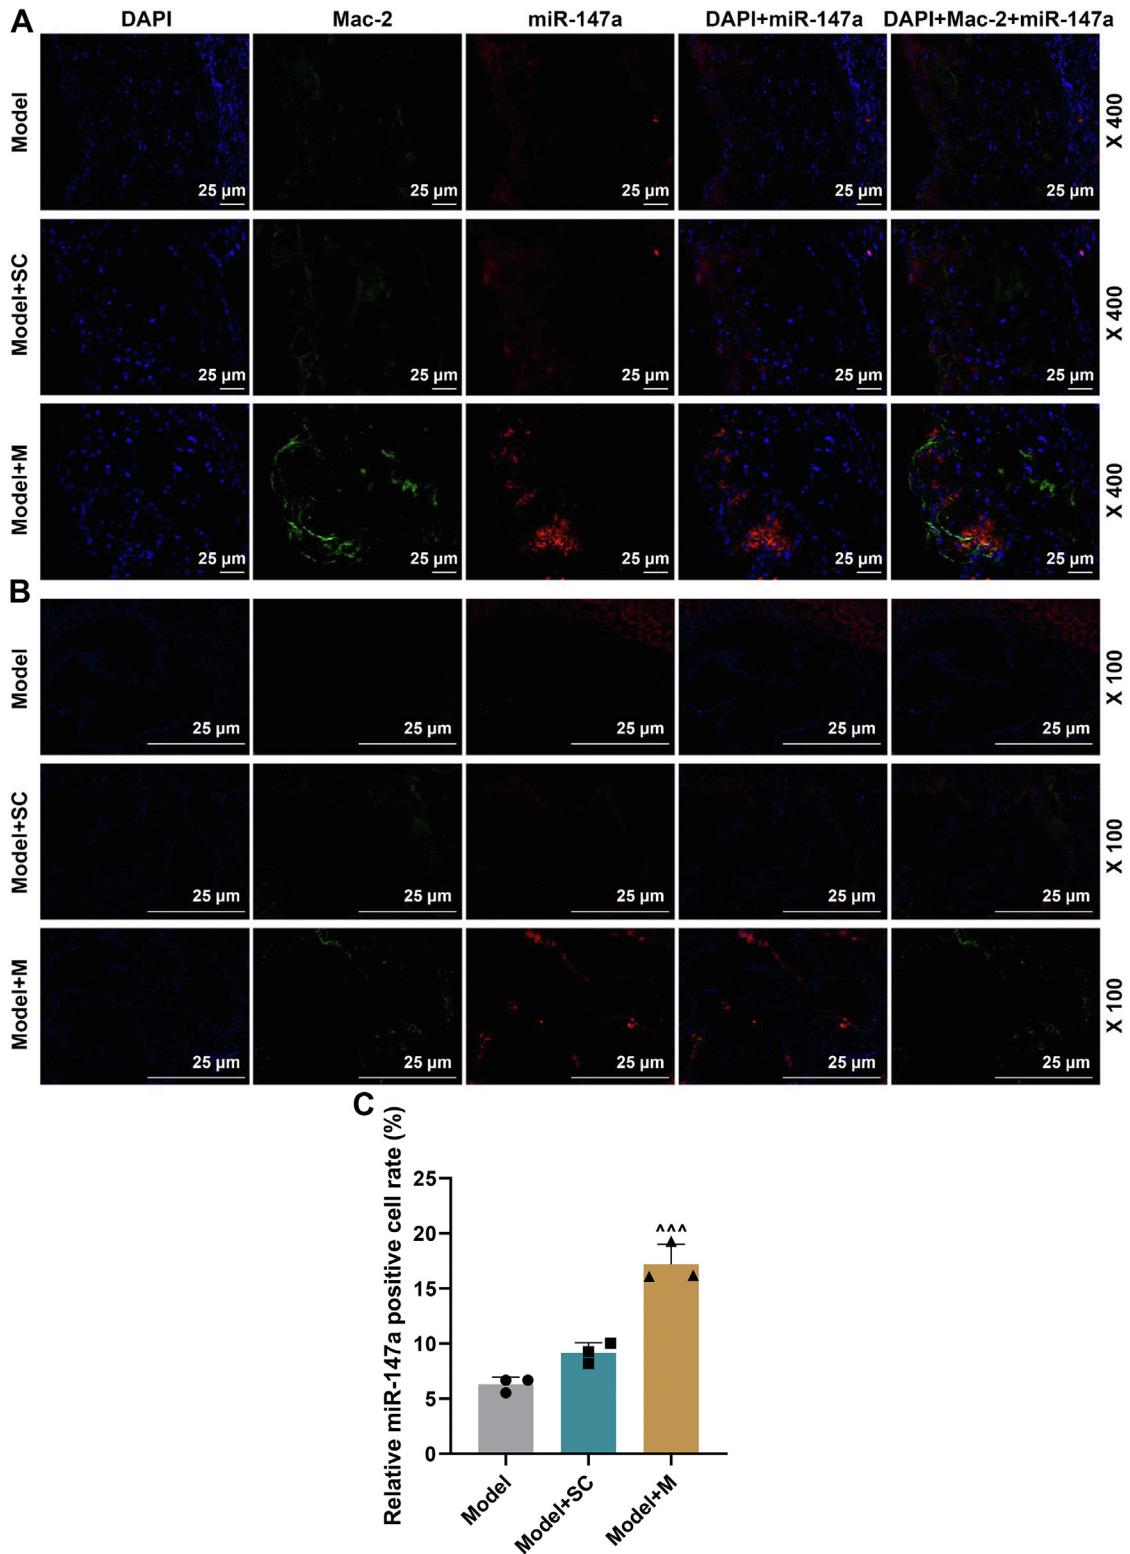 A
DAPI Mac-2 miR-147a DAPI+miR-147a DAPI+Mac-2+miR-147a
Model 25 µm 25 µm 25 µm 25 µm 25 µm X 400
Model+SC 25 µm 25 µm 25 µm 25 µm 25 µm X 400
Model+M 25 µm 25 µm 25 µm 25 µm 25 µm X 400
B
Model 25 µm 25 µm 25 µm 25 µm 25 µm X 100
Model+SC 25 µm 25 µm 25 µm 25 µm 25 µm X 100
Model+M 25 µm 25 µm 25 µm 25 µm 25 µm X 100
C
Relative miR-147a positive cell rate (%)
25
20
15
10
5
0
^^^
Model
Model+SC
Model+M